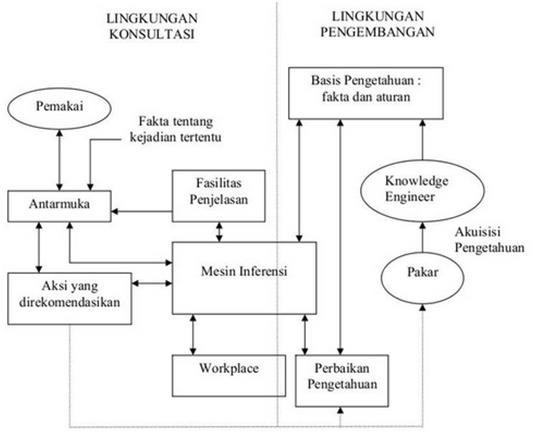 LINGKUNGAN
KONSULTASI
LINGKUNGAN
PENGEMBANGAN
Pemakai
Fakta tentang
kejadian tertentu
Basis Pengetahuan :
fakta dan aturan
Antarmuka
Fasilitas
Penjelasan
Knowledge
Engineer
Akuisisi
Pengetahuan
Aksi yang
direkomendasikan
Mesin Inferensi
Pakar
Workplace
Perbaikan
Pengetahuan